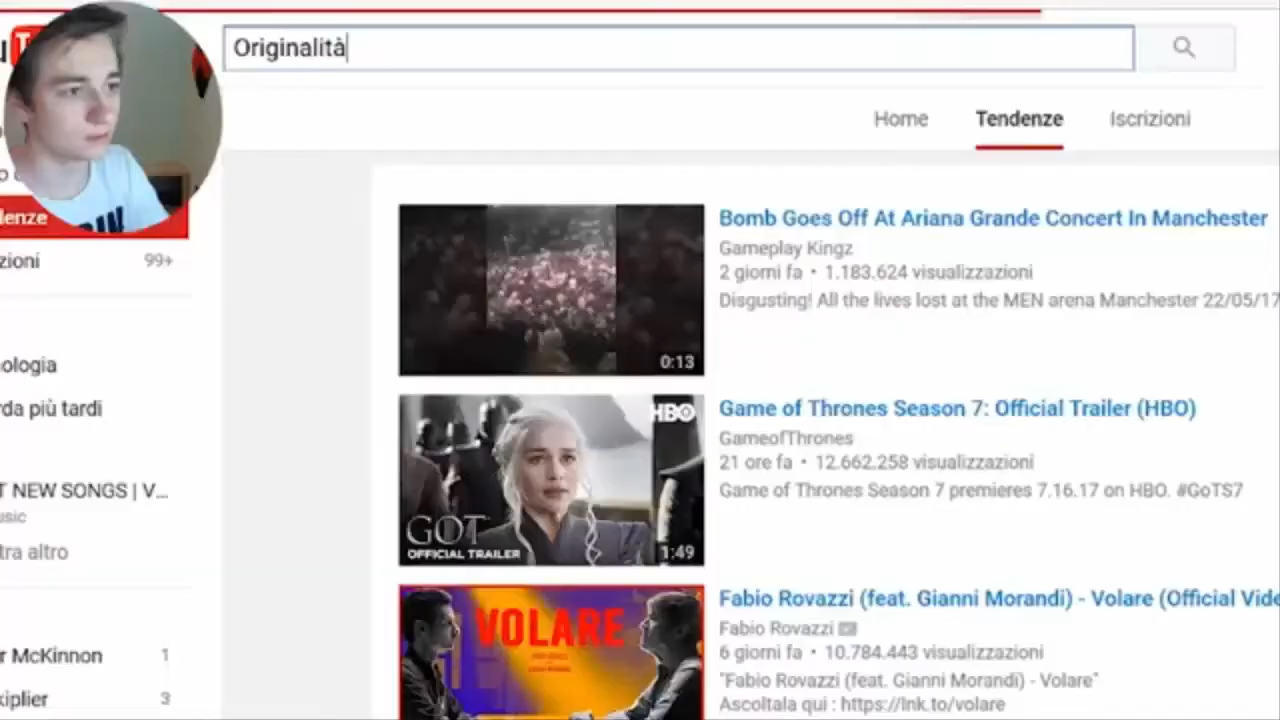 Originalità
Home Tendenze Iscrizioni
denze
zioni 99+
ologia
rda più tardi
T NEW SONGS | V...
usic
tra altro
r McKinnon 1
kiplier 3
0:13
Bomb Goes Off At Ariana Grande Concert In Manchester
Gameplay Kingz
2 giorni fa • 1.183.624 visualizzazioni
Disgusting! All the lives lost at the MEN arena Manchester 22/05/17
HBO
GOT
OFFICIAL TRAILER
1:49
Game of Thrones Season 7: Official Trailer (HBO)
GameofThrones
21 ore fa • 12.662.258 visualizzazioni
Game of Thrones Season 7 premieres 7.16.17 on HBO. #GoTS7
VOLARE
Fabio Rovazzi (feat. Gianni Morandi) - Volare (Official Vide
Fabio Rovazzi
6 giorni fa • 10.784.443 visualizzazioni
"Fabio Rovazzi (feat. Gianni Morandi) - Volare"
Ascoltala qui : https://lnk.to/volare